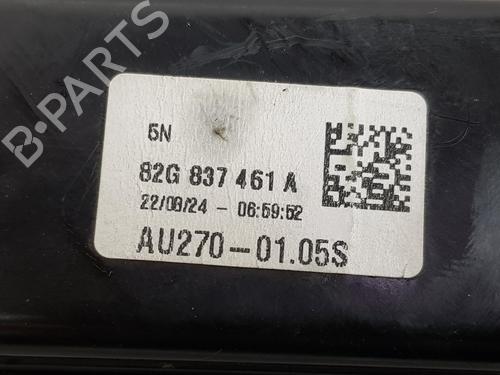 B-PARTS
5N
82G 837 461 A
22/08/24 - 06:59:52
AU270-01.05S